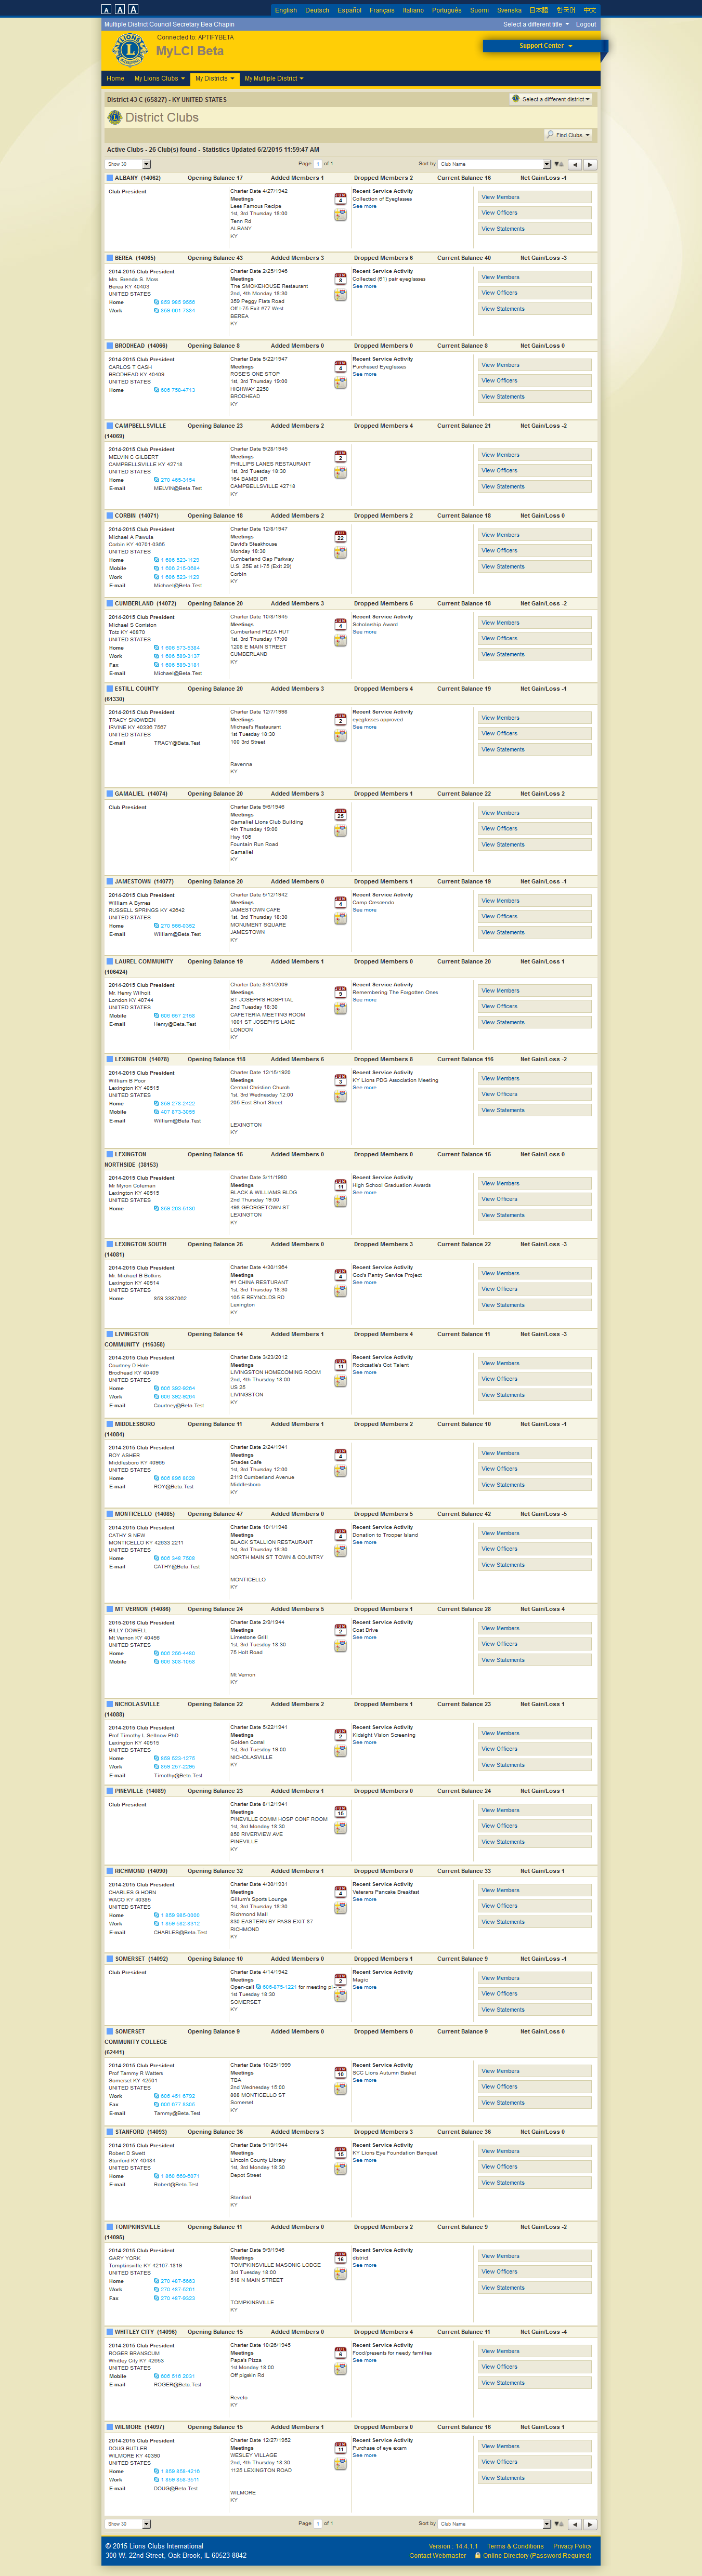 A A A English Deutsch Español Français Italiano Português Suomi Svenska 日本語 한국어 中文
Multiple District Council Secretary Bea Chapin Select a different title Logout
Connected to: APTIFYBETA
MyLCI Beta
Support Center
Home My Lions Clubs My Districts My Multiple District
District 43 C (65827) - KY UNITED STATES Select a different district
District Clubs
Find Clubs
Active Clubs - 26 Club(s) found - Statistics Updated 6/2/2015 11:59:47 AM
Show 30 Page 1 of 1 Sort by Club Name
ALBANY (14062) Opening Balance 17 Added Members 1 Dropped Members 2 Current Balance 16 Net Gain/Loss -1
Club President
Charter Date 4/27/1942
Meetings
Lees Famous Recipe
1st, 3rd Thursday 18:00
Tenn Rd
ALBANY
KY
Recent Service Activity
Collection of Eyeglasses
See more
View Members
View Officers
View Statements
BEREA (14065) Opening Balance 43 Added Members 3 Dropped Members 6 Current Balance 40 Net Gain/Loss -3
2014-2015 Club President
Mrs. Brenda S. Moss
Berea KY 40403
UNITED STATES
Home
Work
Charter Date 2/25/1946
Meetings
The SMOKEHOUSE Restaurant
2nd, 4th Monday 18:30
359 Peggy Flats Road
Off I-75 Exit #77 West
BEREA
KY
Recent Service Activity
Collected (61) pair eyeglasses
See more
View Members
View Officers
View Statements
BRODHEAD (14066) Opening Balance 8 Added Members 0 Dropped Members 0 Current Balance 8 Net Gain/Loss 0
2014-2015 Club President
CARLOS T CASH
BRODHEAD KY 40409
UNITED STATES
Home 606 758-4713
Charter Date 5/22/1947
Meetings
ROSE'S ONE STOP
1st, 3rd Thursday 19:00
HIGHWAY 2250
BRODHEAD
KY
Recent Service Activity
Purchased Eyeglasses
See more
View Members
View Officers
View Statements
CAMPBELLSVILLE (14069) Opening Balance 23 Added Members 2 Dropped Members 4 Current Balance 21 Net Gain/Loss -2
2014-2015 Club President
MELVIN C GILBERT
CAMPBELLSVILLE KY 42718
UNITED STATES
Home 270 465-3154
E-mail MELVIN@Beta.Test
Charter Date 9/28/1945
Meetings
PHILLIPS LANES RESTAURANT
1st, 3rd Tuesday 18:30
164 BAMBI DR
CAMPBELLSVILLE 42718
KY
View Members
View Officers
View Statements
CORBIN (14071) Opening Balance 18 Added Members 2 Dropped Members 2 Current Balance 18 Net Gain/Loss 0
2014-2015 Club President
Michael A Pawula
Corbin KY 40701-0365
UNITED STATES
Home 1 606 523-1129
Mobile
Work 1 606 523-1129
E-mail Michael@Beta.Test
Charter Date 12/8/1947
Meetings
David's Steakhouse
Monday 18:30
Cumberland Gap Parkway
U.S. 25E at I-75 (Exit 29)
Corbin
KY
View Members
View Officers
View Statements
CUMBERLAND (14072) Opening Balance 20 Added Members 3 Dropped Members 5 Current Balance 18 Net Gain/Loss -2
2014-2015 Club President
Michael S Corriston
Totz KY 40870
UNITED STATES
Home
Work
Fax
E-mail Michael@Beta.Test
Charter Date 10/8/1945
Meetings
Cumberland PIZZA HUT
1st, 3rd Thursday 17:00
1208 E MAIN STREET
CUMBERLAND
KY
Recent Service Activity
Scholarship Award
See more
View Members
View Officers
View Statements
ESTILL COUNTY (61330) Opening Balance 20 Added Members 3 Dropped Members 4 Current Balance 19 Net Gain/Loss -1
2014-2015 Club President
TRACY SNOWDEN
IRVINE KY 40336 7567
UNITED STATES
E-mail TRACY@Beta.Test
Charter Date 12/7/1998
Meetings
Michael's Restaurant
1st Tuesday 18:30
100 3rd Street
Ravenna
KY
Recent Service Activity
eyeglasses approved
See more
View Members
View Officers
View Statements
GAMALIEL (14074) Opening Balance 20 Added Members 3 Dropped Members 1 Current Balance 22 Net Gain/Loss 2
Club President
Charter Date 9/6/1946
Meetings
Gamaliel Lions Club Building
4th Thursday 19:00
Hwy 106
Fountain Run Road
Gamaliel
KY
View Members
View Officers
View Statements
JAMESTOWN (14077) Opening Balance 20 Added Members 0 Dropped Members 1 Current Balance 19 Net Gain/Loss -1
2014-2015 Club President
William A Byrnes
RUSSELL SPRINGS KY 42642
UNITED STATES
Home
E-mail William@Beta.Test
Charter Date 5/12/1942
Meetings
JAMESTOWN CAFE
1st, 3rd Thursday 18:30
MONUMENT SQUARE
JAMESTOWN
KY
Recent Service Activity
Camp Crescendo
See more
View Members
View Officers
View Statements
LAUREL COMMUNITY (106424) Opening Balance 19 Added Members 1 Dropped Members 0 Current Balance 20 Net Gain/Loss 1
2014-2015 Club President
Mr. Henry Wilhoit
London KY 40744
UNITED STATES
Mobile
E-mail Henry@Beta.Test
Charter Date 8/31/2009
Meetings
ST JOSEPH'S HOSPITAL
2nd Tuesday 18:30
CAFETERIA MEETING ROOM
1001 ST JOSEPH'S LANE
LONDON
KY
Recent Service Activity
Remembering The Forgotten Ones
See more
View Members
View Officers
View Statements
LEXINGTON (14078) Opening Balance 118 Added Members 6 Dropped Members 8 Current Balance 116 Net Gain/Loss -2
2014-2015 Club President
William B Poor
Lexington KY 40515
UNITED STATES
Home 859 278-2422
Mobile 407 873-3055
E-mail William@Beta.Test
Charter Date 12/15/1920
Meetings
Central Christian Church
1st, 3rd Wednesday 12:00
205 East Short Street
LEXINGTON
KY
Recent Service Activity
KY Lions PDG Association Meeting
See more
View Members
View Officers
View Statements
LEXINGTON NORTHSIDE (38153) Opening Balance 15 Added Members 0 Dropped Members 0 Current Balance 15 Net Gain/Loss 0
2014-2015 Club President
Mr Myron Coleman
Lexington KY 40515
UNITED STATES
Home 859 263-5136
Charter Date 3/11/1980
Meetings
BLACK & WILLIAMS BLDG
2nd Thursday 19:00
498 GEORGETOWN ST
LEXINGTON
KY
Recent Service Activity
High School Graduation Awards
See more
View Members
View Officers
View Statements
LEXINGTON SOUTH (14081) Opening Balance 25 Added Members 0 Dropped Members 3 Current Balance 22 Net Gain/Loss -3
2014-2015 Club President
Mr. Michael B Botkins
Lexington KY 40514
UNITED STATES
Home 859 3387062
Charter Date 4/30/1964
Meetings
#1 CHINA RESTURANT
1st, 3rd Thursday 18:30
105 E REYNOLDS RD
Lexington
KY
Recent Service Activity
God's Pantry Service Project
See more
View Members
View Officers
View Statements
LIVINGSTON COMMUNITY (116358) Opening Balance 14 Added Members 1 Dropped Members 4 Current Balance 11 Net Gain/Loss -3
2014-2015 Club President
Courtney D Hale
Brodhead KY 40409
UNITED STATES
Home 606 392-9264
Work 606 392-9264
E-mail Courtney@Beta.Test
Charter Date 3/23/2012
Meetings
LIVINGSTON HOMECOMING ROOM
2nd, 4th Thursday 18:00
US 25
LIVINGSTON
KY
Recent Service Activity
Rockcastle's Got Talent
See more
View Members
View Officers
View Statements
MIDDLESBORO (14084) Opening Balance 11 Added Members 1 Dropped Members 2 Current Balance 10 Net Gain/Loss -1
2014-2015 Club President
ROY ASHER
Middlesboro KY 40965
UNITED STATES
Home 606 896 8028
E-mail ROY@Beta.Test
Charter Date 2/24/1941
Meetings
Shades Cafe
1st, 3rd Thursday 12:00
2119 Cumberland Avenue
Middlesboro
KY
View Members
View Officers
View Statements
MONTICELLO (14085) Opening Balance 47 Added Members 0 Dropped Members 5 Current Balance 42 Net Gain/Loss -5
2014-2015 Club President
CATHY S NEW
MONTICELLO KY 42633 2211
UNITED STATES
Home
E-mail CATHY@Beta.Test
Charter Date 10/1/1948
Meetings
BLACK STALLION RESTAURANT
1st, 3rd Thursday 18:30
NORTH MAIN ST TOWN & COUNTRY
MONTICELLO
KY
Recent Service Activity
Donation to Trooper Island
See more
View Members
View Officers
View Statements
MT VERNON (14086) Opening Balance 24 Added Members 5 Dropped Members 1 Current Balance 28 Net Gain/Loss 4
2015-2016 Club President
BILLY DOWELL
Mt Vernon KY 40456
UNITED STATES
Home
Mobile
Charter Date 2/9/1944
Meetings
Limestone Grill
1st, 3rd Tuesday 18:30
75 Holt Road
Mt Vernon
KY
Recent Service Activity
Coat Drive
See more
View Members
View Officers
View Statements
NICHOLASVILLE (14088) Opening Balance 22 Added Members 2 Dropped Members 1 Current Balance 23 Net Gain/Loss 1
2014-2015 Club President
Prof Timothy L Sellnow PhD
Lexington KY 40515
UNITED STATES
Home 859 523-1275
Work 859 257-2295
E-mail Timothy@Beta.Test
Charter Date 5/22/1941
Meetings
Golden Corral
1st, 3rd Tuesday 19:00
NICHOLASVILLE
KY
Recent Service Activity
Kidsight Vision Screening
See more
View Members
View Officers
View Statements
PINEVILLE (14089) Opening Balance 23 Added Members 1 Dropped Members 0 Current Balance 24 Net Gain/Loss 1
Club President
Charter Date 8/12/1941
Meetings
PINEVILLE COMM HOSP CONF ROOM
1st, 3rd Monday 18:30
850 RIVERVIEW AVE
PINEVILLE
KY
View Members
View Officers
View Statements
RICHMOND (14090) Opening Balance 32 Added Members 1 Dropped Members 0 Current Balance 33 Net Gain/Loss 1
2014-2015 Club President
CHARLES G HORN
WACO KY 40385
UNITED STATES
Home
Work
E-mail CHARLES@Beta.Test
Charter Date 4/30/1931
Meetings
Gillum's Sports Lounge
1st, 3rd Thursday 18:30
Richmond Mall
830 EASTERN BY PASS EXIT 87
RICHMOND
KY
Recent Service Activity
Veterans Pancake Breakfast
See more
View Members
View Officers
View Statements
SOMERSET (14092) Opening Balance 10 Added Members 0 Dropped Members 1 Current Balance 9 Net Gain/Loss -1
Club President
Charter Date 4/14/1942
Meetings
Open-call 606-875-1221 for meeting
1st Tuesday 18:30
SOMERSET
KY
Recent Service Activity
Magic
See more
View Members
View Officers
View Statements
SOMERSET COMMUNITY COLLEGE (62441) Opening Balance 9 Added Members 0 Dropped Members 0 Current Balance 9 Net Gain/Loss 0
2014-2015 Club President
Prof Tammy R Watters
Somerset KY 42501
UNITED STATES
Work 606 451 6792
Fax 606 677 8305
E-mail Tammy@Beta.Test
Charter Date 10/25/1999
Meetings
TBA
2nd Wednesday 15:00
808 MONTICELLO ST
Somerset
KY
Recent Service Activity
SCC Lions Autumn Basket
See more
View Members
View Officers
View Statements
STANFORD (14093) Opening Balance 36 Added Members 3 Dropped Members 3 Current Balance 36 Net Gain/Loss 0
2014-2015 Club President
Robert D Swett
Stanford KY 40484
UNITED STATES
Home
E-mail Robert@Beta.Test
Charter Date 9/19/1944
Meetings
Lincoln County Library
1st, 3rd Monday 18:30
Depot Street
Stanford
KY
Recent Service Activity
KY Lions Eye Foundation Banquet
See more
View Members
View Officers
View Statements
TOMPKINSVILLE (14095) Opening Balance 11 Added Members 0 Dropped Members 2 Current Balance 9 Net Gain/Loss -2
2014-2015 Club President
GARY YORK
Tompkinsville KY 42167-1819
UNITED STATES
Home
Work
Fax
Charter Date 9/9/1946
Meetings
TOMPKINSVILLE MASONIC LODGE
3rd Tuesday 18:00
518 N MAIN STREET
TOMPKINSVILLE
KY
Recent Service Activity
district
See more
View Members
View Officers
View Statements
WHITLEY CITY (14096) Opening Balance 15 Added Members 0 Dropped Members 4 Current Balance 11 Net Gain/Loss -4
2014-2015 Club President
ROGER BRANSCUM
Whitley City KY 42653
UNITED STATES
Mobile 606 516 2031
E-mail ROGER@Beta.Test
Charter Date 10/26/1945
Meetings
Papa's Pizza
1st Monday 18:00
Off pigskin Rd
Revelo
KY
Recent Service Activity
Food/presents for needy families
See more
View Members
View Officers
View Statements
WILMORE (14097) Opening Balance 15 Added Members 1 Dropped Members 0 Current Balance 16 Net Gain/Loss 1
2014-2015 Club President
DOUG BUTLER
WILMORE KY 40390
UNITED STATES
Home 1 859 858-4216
Work 1 859 858-3511
E-mail DOUG@Beta.Test
Charter Date 12/27/1952
Meetings
WESLEY VILLAGE
2nd, 4th Thursday 18:30
1125 LEXINGTON ROAD
WILMORE
KY
Recent Service Activity
Purchase of eye exam
See more
View Members
View Officers
View Statements
Show 30 Page 1 of 1 Sort by Club Name
© 2015 Lions Clubs International Version : 14.4.1.1 Terms & Conditions Privacy Policy
300 W. 22nd Street, Oak Brook, IL 60523-8842 Contact Webmaster Online Directory (Password Required)